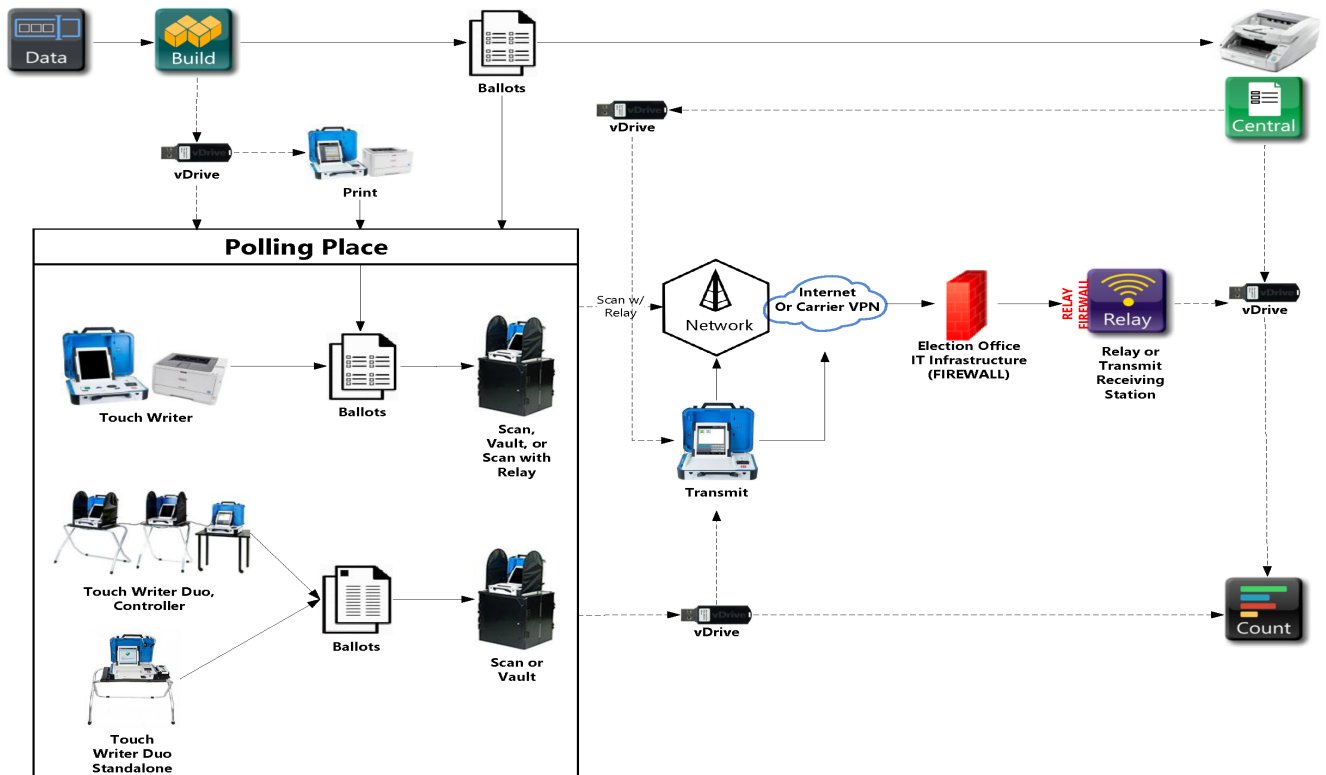 Data
Build
Ballots
Central
vDrive
vDrive
Print
Polling Place
Touch Writer
Ballots
Scan,
Vault, or
Scan with
Relay
Touch Writer Duo,
Controller
Ballots
Scan or
Vault
Touch
Writer Duo
Standalone
Scan w/
Relay
Network
Internet
Or Carrier VPN
Election Office
IT Infrastructure
(FIREWALL)
RELAY
FIREWALL
Relay
Relay or
Transmit
Receiving
Station
vDrive
Transmit
vDrive
Count